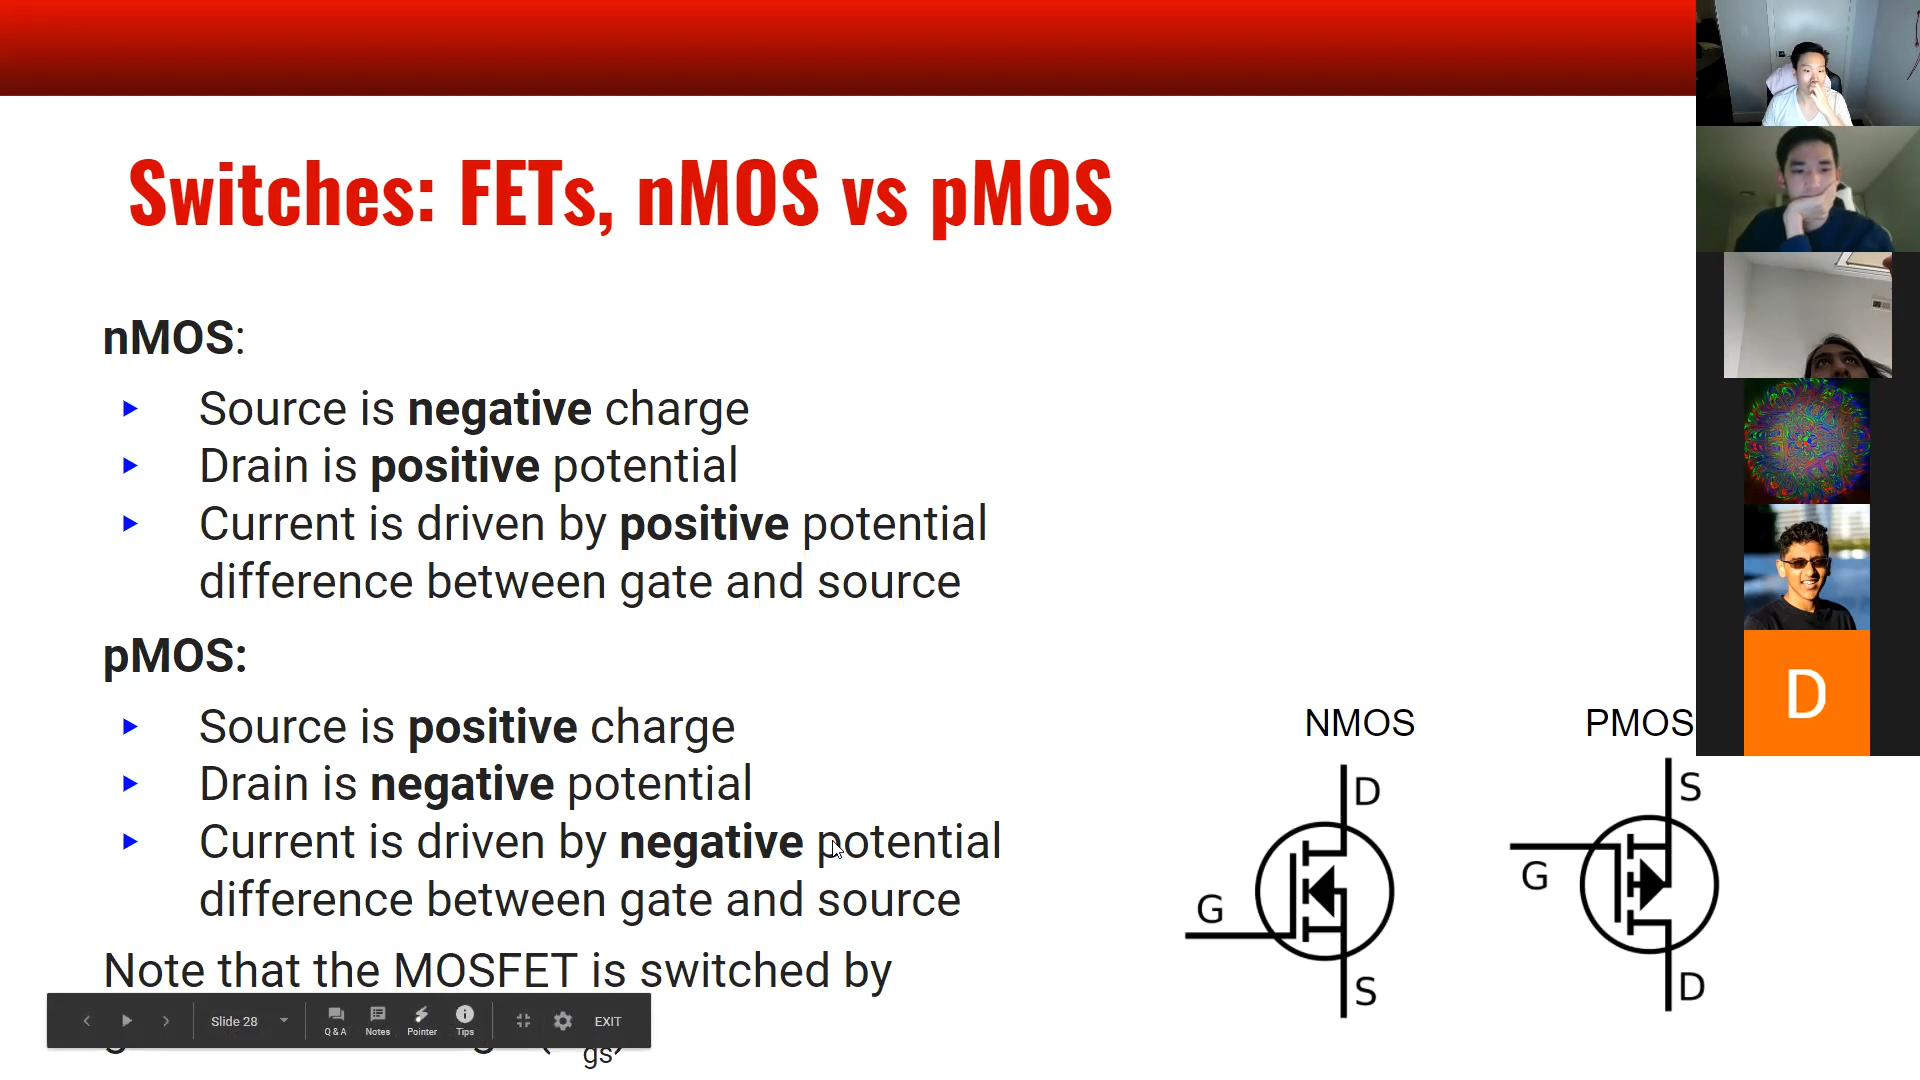 Switches: FETs, nMOS vs pMOS
nMOS:
Source is negative charge
Drain is positive potential
Current is driven by positive potential
difference between gate and source
pMOS:
Source is positive charge
Drain is negative potential
Current is driven by negative potential
difference between gate and source
Note that the MOSFET is switched by
gs
Slide 28
Q & A
Notes
Pointer
Tips
EXIT
NMOS
D
G
S
PMOS
S
G
D
D